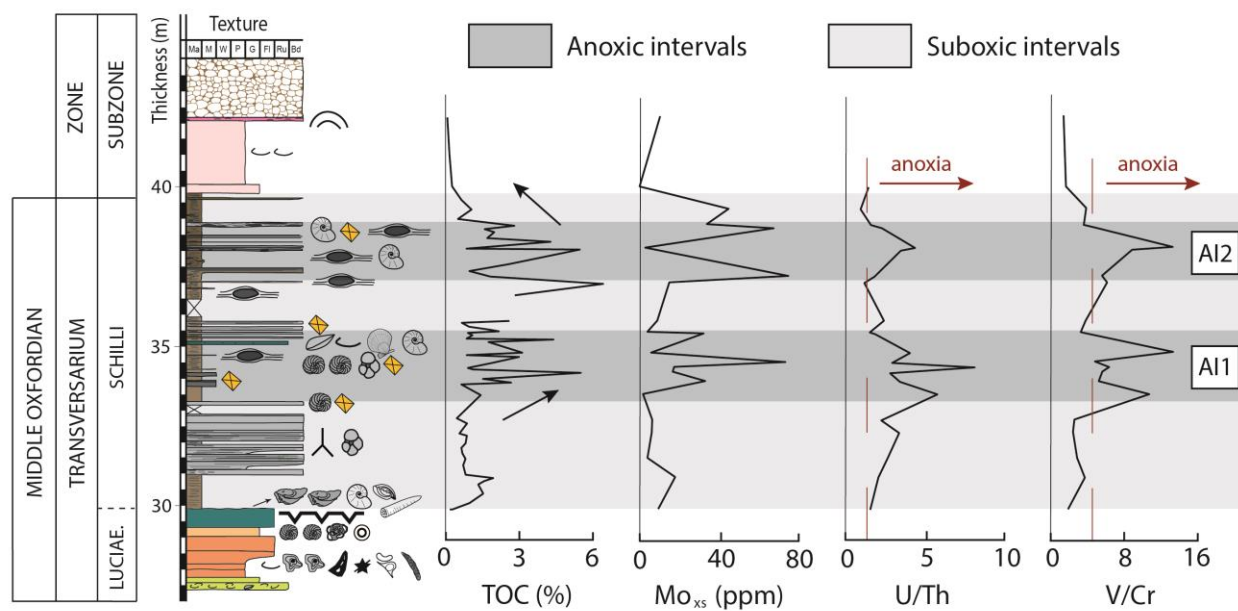 ZONE
SUBZONE
Thickness (m)
Texture
Ma M W P G Fl Ru Bd
Anoxic intervals
Suboxic intervals
MIDDLE OXFORDIAN
TRANSVERSARIUM
SCHILLI
LUCIAE.
40
35
30
anoxia
anoxia
AI2
AI1
0 3 6
TOC (%)
0 40 80
Mo xs (ppm)
0 5 10
U/Th
0 8 16
V/Cr